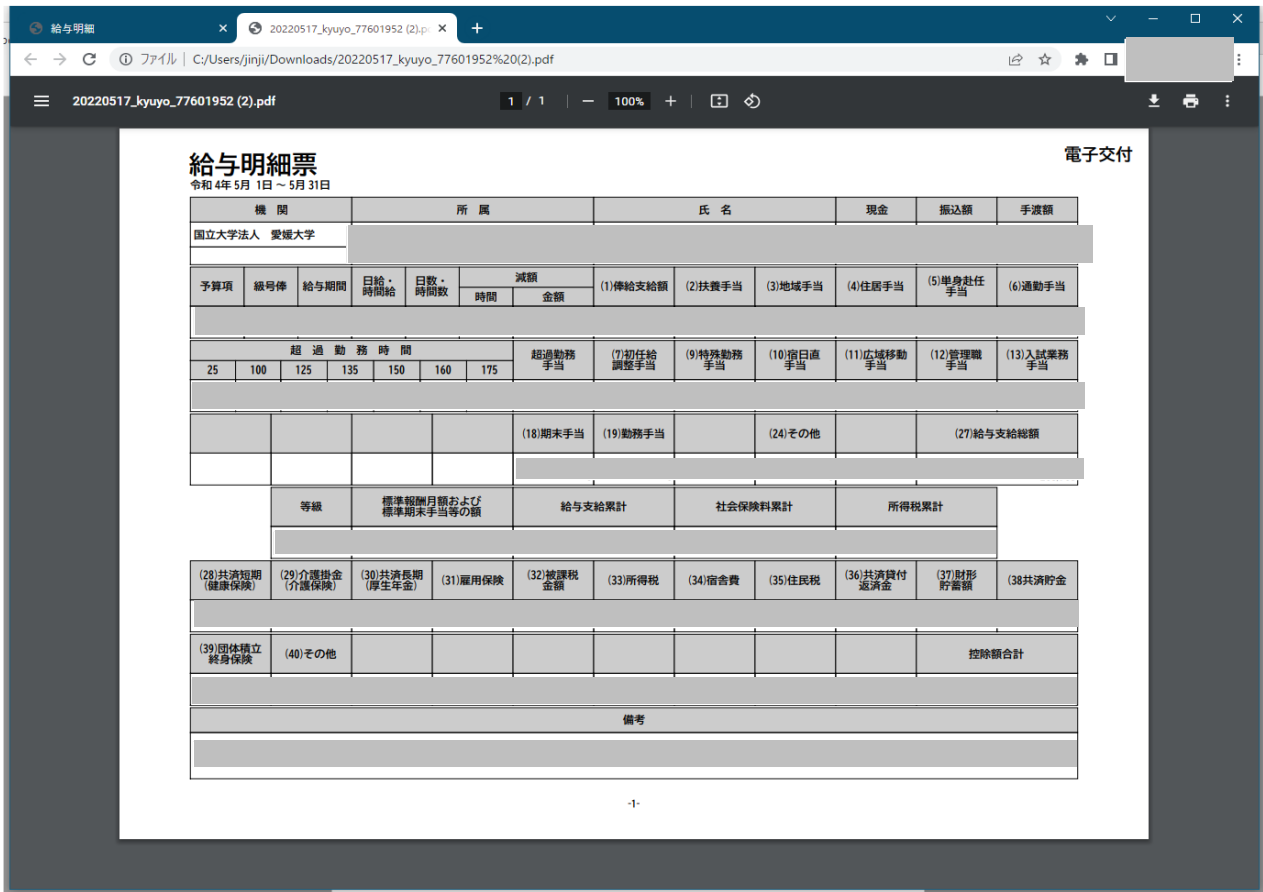 給与明細
20220517_kyuyo_77601952 (2).pc
ファイル | C:/Users/jinji/Downloads/20220517_kyuyo_77601952%20(2).pdf
20220517_kyuyo_77601952 (2).pdf
1 / 1
100%
電子交付
給与明細票
令和 4年 5月 1日 ～ 5月 31日
機 関 所 属 氏 名 現金 振込額 手渡額
国立大学法人 愛媛大学
予算項 級号俸 給与期間 日給・時間給 日数・時間数 減額 時間 金額 (1)俸給支給額 (2)扶養手当 (3)地域手当 (4)住居手当 (5)単身赴任手当 (6)通勤手当
超 過 勤 務 時 間 超過勤務手当 (7)初任給調整手当 (9)特殊勤務手当 (10)宿日直手当 (11)広域移動手当 (12)管理職手当 (13)入試業務手当
25 100 125 135 150 160 175
(18)期末手当 (19)勤務手当 (24)その他 (27)給与支給総額
等級 標準報酬月額および標準期末手当等の額 給与支給累計 社会保険料累計 所得税累計
(28)共済短期(健康保険) (29)介護掛金(介護保険) (30)共済長期(厚生年金) (31)雇用保険 (32)被課税金額 (33)所得税 (34)宿舎費 (35)住民税 (36)共済貸付返済金 (37)財形貯蓄額 (38共済貯金
(39)団体積立終身保険 (40)その他 控除額合計
備考
-1-